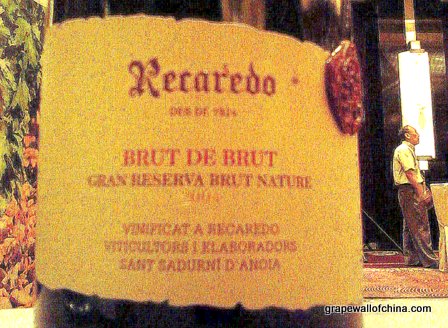 Recaredo
DES DE 1924
BRUT DE BRUT
GRAN RESERVA BRUT NATURE
VINIFICAT A RECAREDO
VITICULTORS I ELABORADORS
SANT SADURNÍ D'ANOIA
grapewallofchina.com